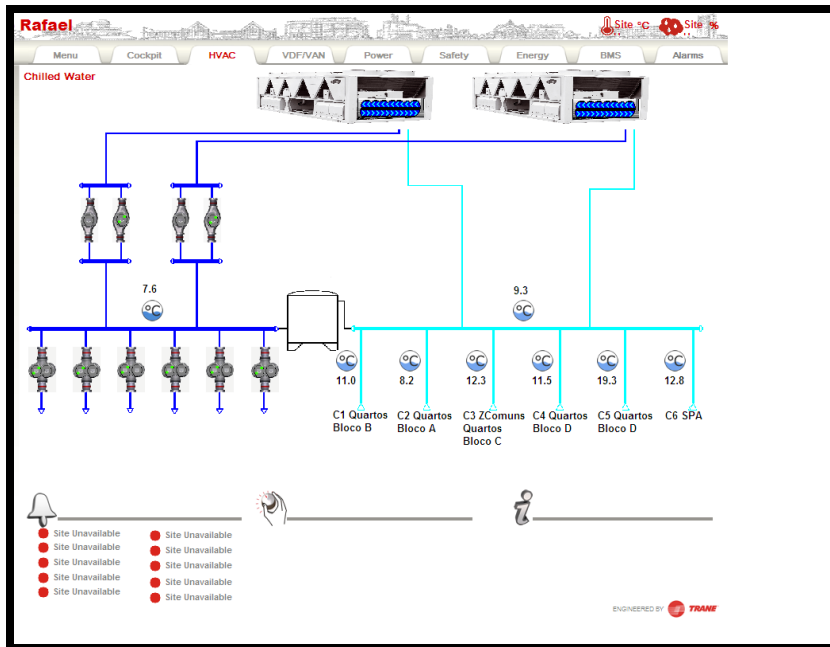 Rafael
Site °C
Site %
Menu Cockpit HVAC VDF/VAN Power Safety Energy BMS Alarms
Chilled Water
7.6
9.3
°C
°C
°C °C °C °C °C °C
11.0 8.2 12.3 11.5 19.3 12.8
C1 Quartos
Bloco B
C2 Quartos
Bloco A
C3 ZComuns
Quartos
Bloco C
C4 Quartos
Bloco D
C5 Quartos
Bloco D
C6 SPA
Site Unavailable
Site Unavailable
Site Unavailable
Site Unavailable
Site Unavailable
Site Unavailable
Site Unavailable
Site Unavailable
Site Unavailable
Site Unavailable
ENGINEERED BY TRANE